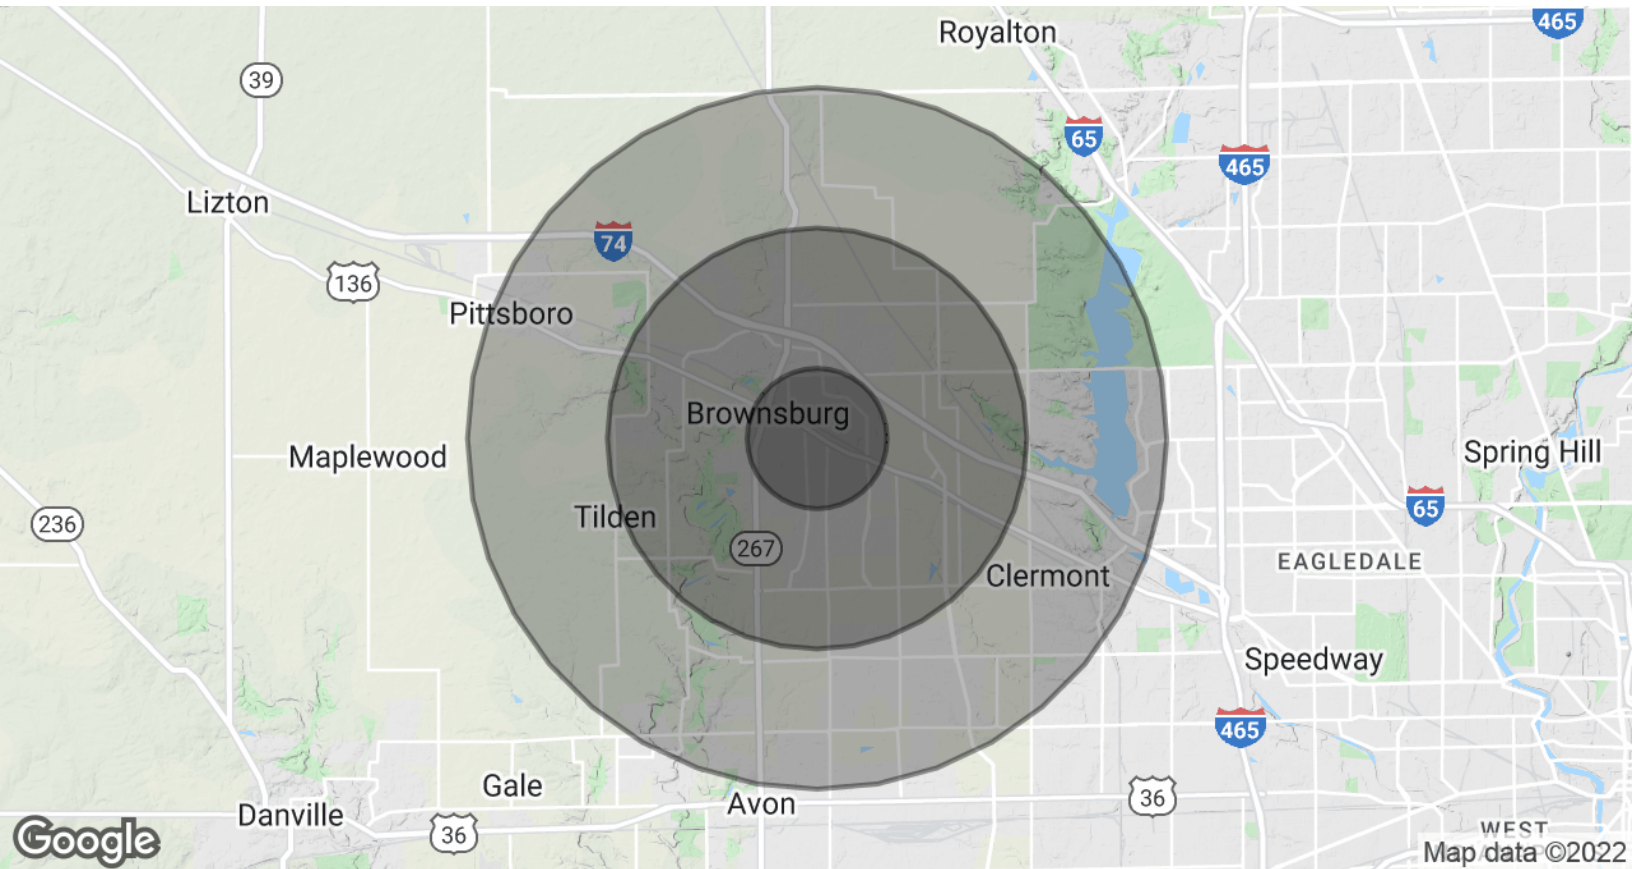 Royalton
465
39
65
465
Lizton
74
136
Pittsboro
Brownsburg
Maplewood
Spring Hill
65
Tilden
236
267
EAGLEDALE
Clermont
Speedway
465
Gale
36
Avon
Danville
36
WEST
Google
Map data ©2022